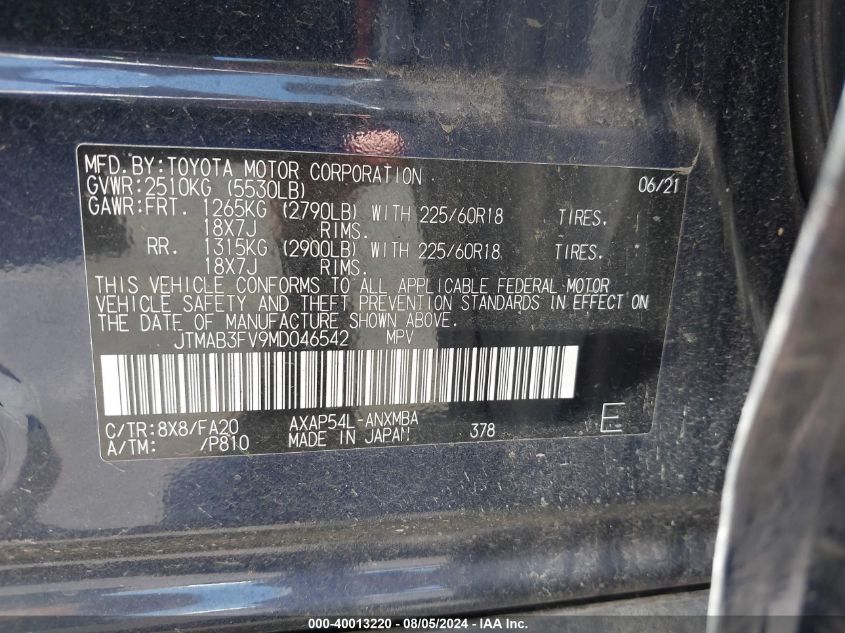 MFD.BY:TOYOTA MOTOR CORPORATION 06/21
GVWR:2510KG (5530LB)
GAWR:FRT. 1265KG (2790LB) WITH 225/60R18 TIRES.
18X7J RIMS.
RR. 1315KG (2900LB) WITH 225/60R18 TIRES.
18X7J RIMS.
THIS VEHICLE CONFORMS TO ALL APPLICABLE FEDERAL MOTOR
VEHICLE SAFETY AND THEFT PREVENTION STANDARDS IN EFFECT ON
THE DATE OF MANUFACTURE SHOWN ABOVE.
JTMAB3FV9MD046542 MPV
C/TR:8X8/FA20 AXAP54L-ANXMBA 378 E
A/TM: /P810 MADE IN JAPAN
000-40013220 - 08/05/2024 - IAA Inc.